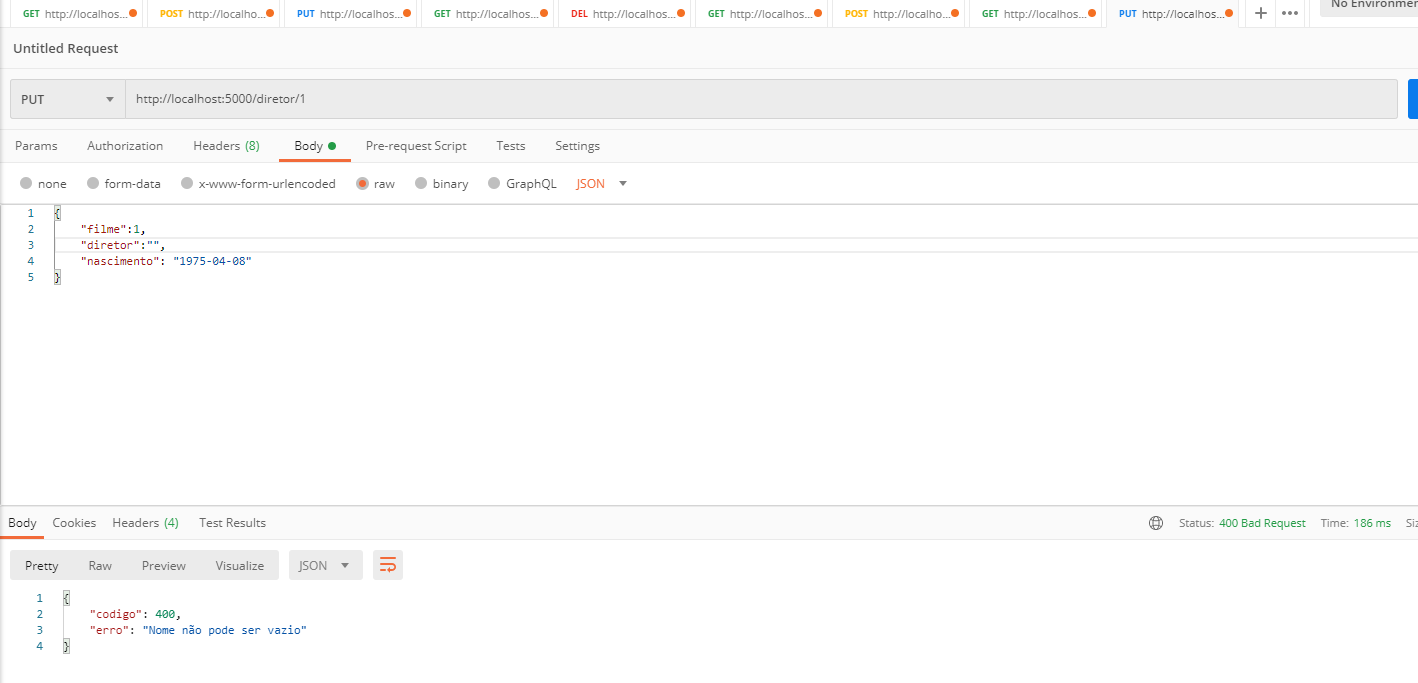 GET http://localhos... POST http://localho... PUT http://localhos... GET http://localhos... DEL http://localhos... GET http://localhos... POST http://localho... GET http://localhos... PUT http://localhos... + ••• No Environmen
Untitled Request
PUT http://localhost:5000/diretor/1
Params Authorization Headers (8) Body Pre-request Script Tests Settings
none form-data x-www-form-urlencoded raw binary GraphQL JSON
1 {
2 "filme":1,
3 "diretor":"",
4 "nascimento": "1975-04-08"
5 }
Body Cookies Headers (4) Test Results Status: 400 Bad Request Time: 186 ms Siz
Pretty Raw Preview Visualize JSON
1 {
2 "codigo": 400,
3 "erro": "Nome não pode ser vazio"
4 }